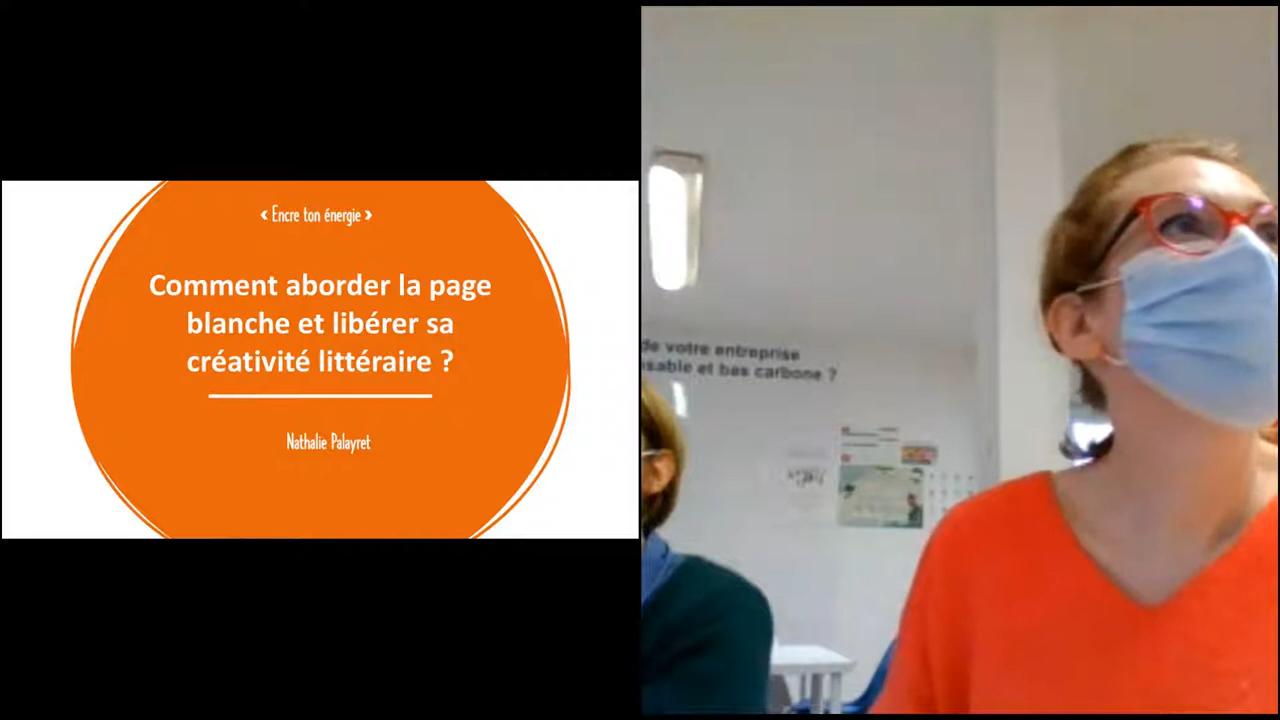 « Encre ton énergie »
Comment aborder la page
blanche et libérer sa
créativité littéraire ?
Nathalie Palayret
de votre entreprise
sable et bas carbone ?